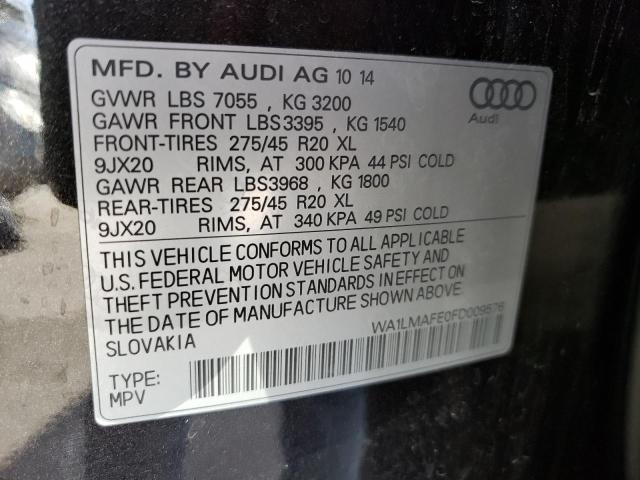 MFD. BY AUDI AG 10 14
GVWR LBS 7055 , KG 3200
GAWR FRONT LBS3395 , KG 1540
FRONT-TIRES 275/45 R20 XL
9JX20 RIMS, AT 300 KPA 44 PSI COLD
GAWR REAR LBS3968 , KG 1800
REAR-TIRES 275/45 R20 XL
9JX20 RIMS, AT 340 KPA 49 PSI COLD
Audi
THIS VEHICLE CONFORMS TO ALL APPLICABLE
U.S. FEDERAL MOTOR VEHICLE SAFETY AND
THEFT PREVENTION STANDARDS IN EFFECT ON
THE DATE OF MANUFACTURE SHOWN ABOVE.
SLOVAKIA
WA1LMAFE0FD009576
TYPE:
MPV